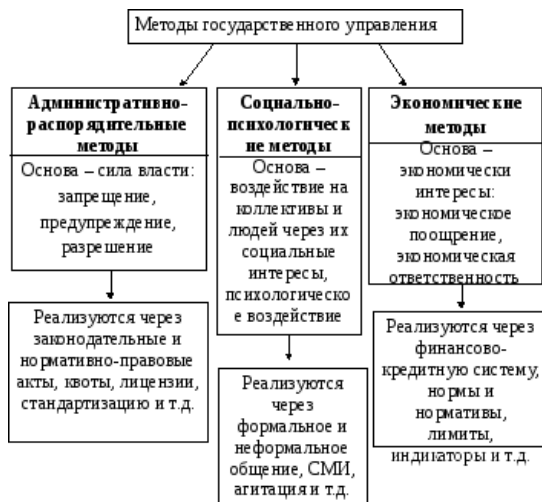 Методы государственного управления
Административно-
распорядительные
методы
Основа – сила власти:
запрещение,
предупреждение,
разрешение
Реализуются через
законодательные и
нормативно-правовые
акты, квоты, лицензии,
стандартизацию и т.д.
Социально-
психологическ
ие методы
Основа –
воздействие на
коллективы и
людей через их
социальные
интересы,
психологическо
е воздействие
Реализуются
через
формальное и
неформальное
общение, СМИ,
агитация и т.д.
Экономические
методы
Основа –
экономически
интересы:
экономическое
поощрение,
экономическая
ответственность
Реализуются через
финансово-
кредитную систему,
нормы и
нормативы,
лимиты,
индикаторы и т.д.